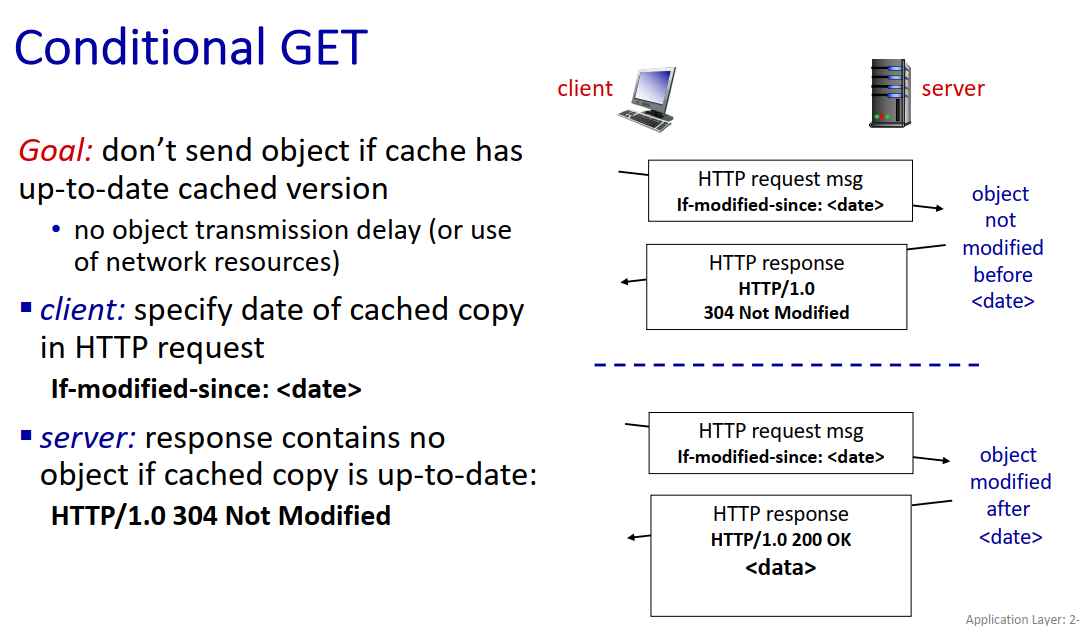 Conditional GET
Goal: don’t send object if cache has
up-to-date cached version
• no object transmission delay (or use
of network resources)
▪ client: specify date of cached copy
in HTTP request
If-modified-since: <date>
▪ server: response contains no
object if cached copy is up-to-date:
HTTP/1.0 304 Not Modified
client
server
HTTP request msg
If-modified-since: <date>
object
not
modified
before
<date>
HTTP response
HTTP/1.0
304 Not Modified
HTTP request msg
If-modified-since: <date>
object
modified
after
<date>
HTTP response
HTTP/1.0 200 OK
<data>
Application Layer: 2-